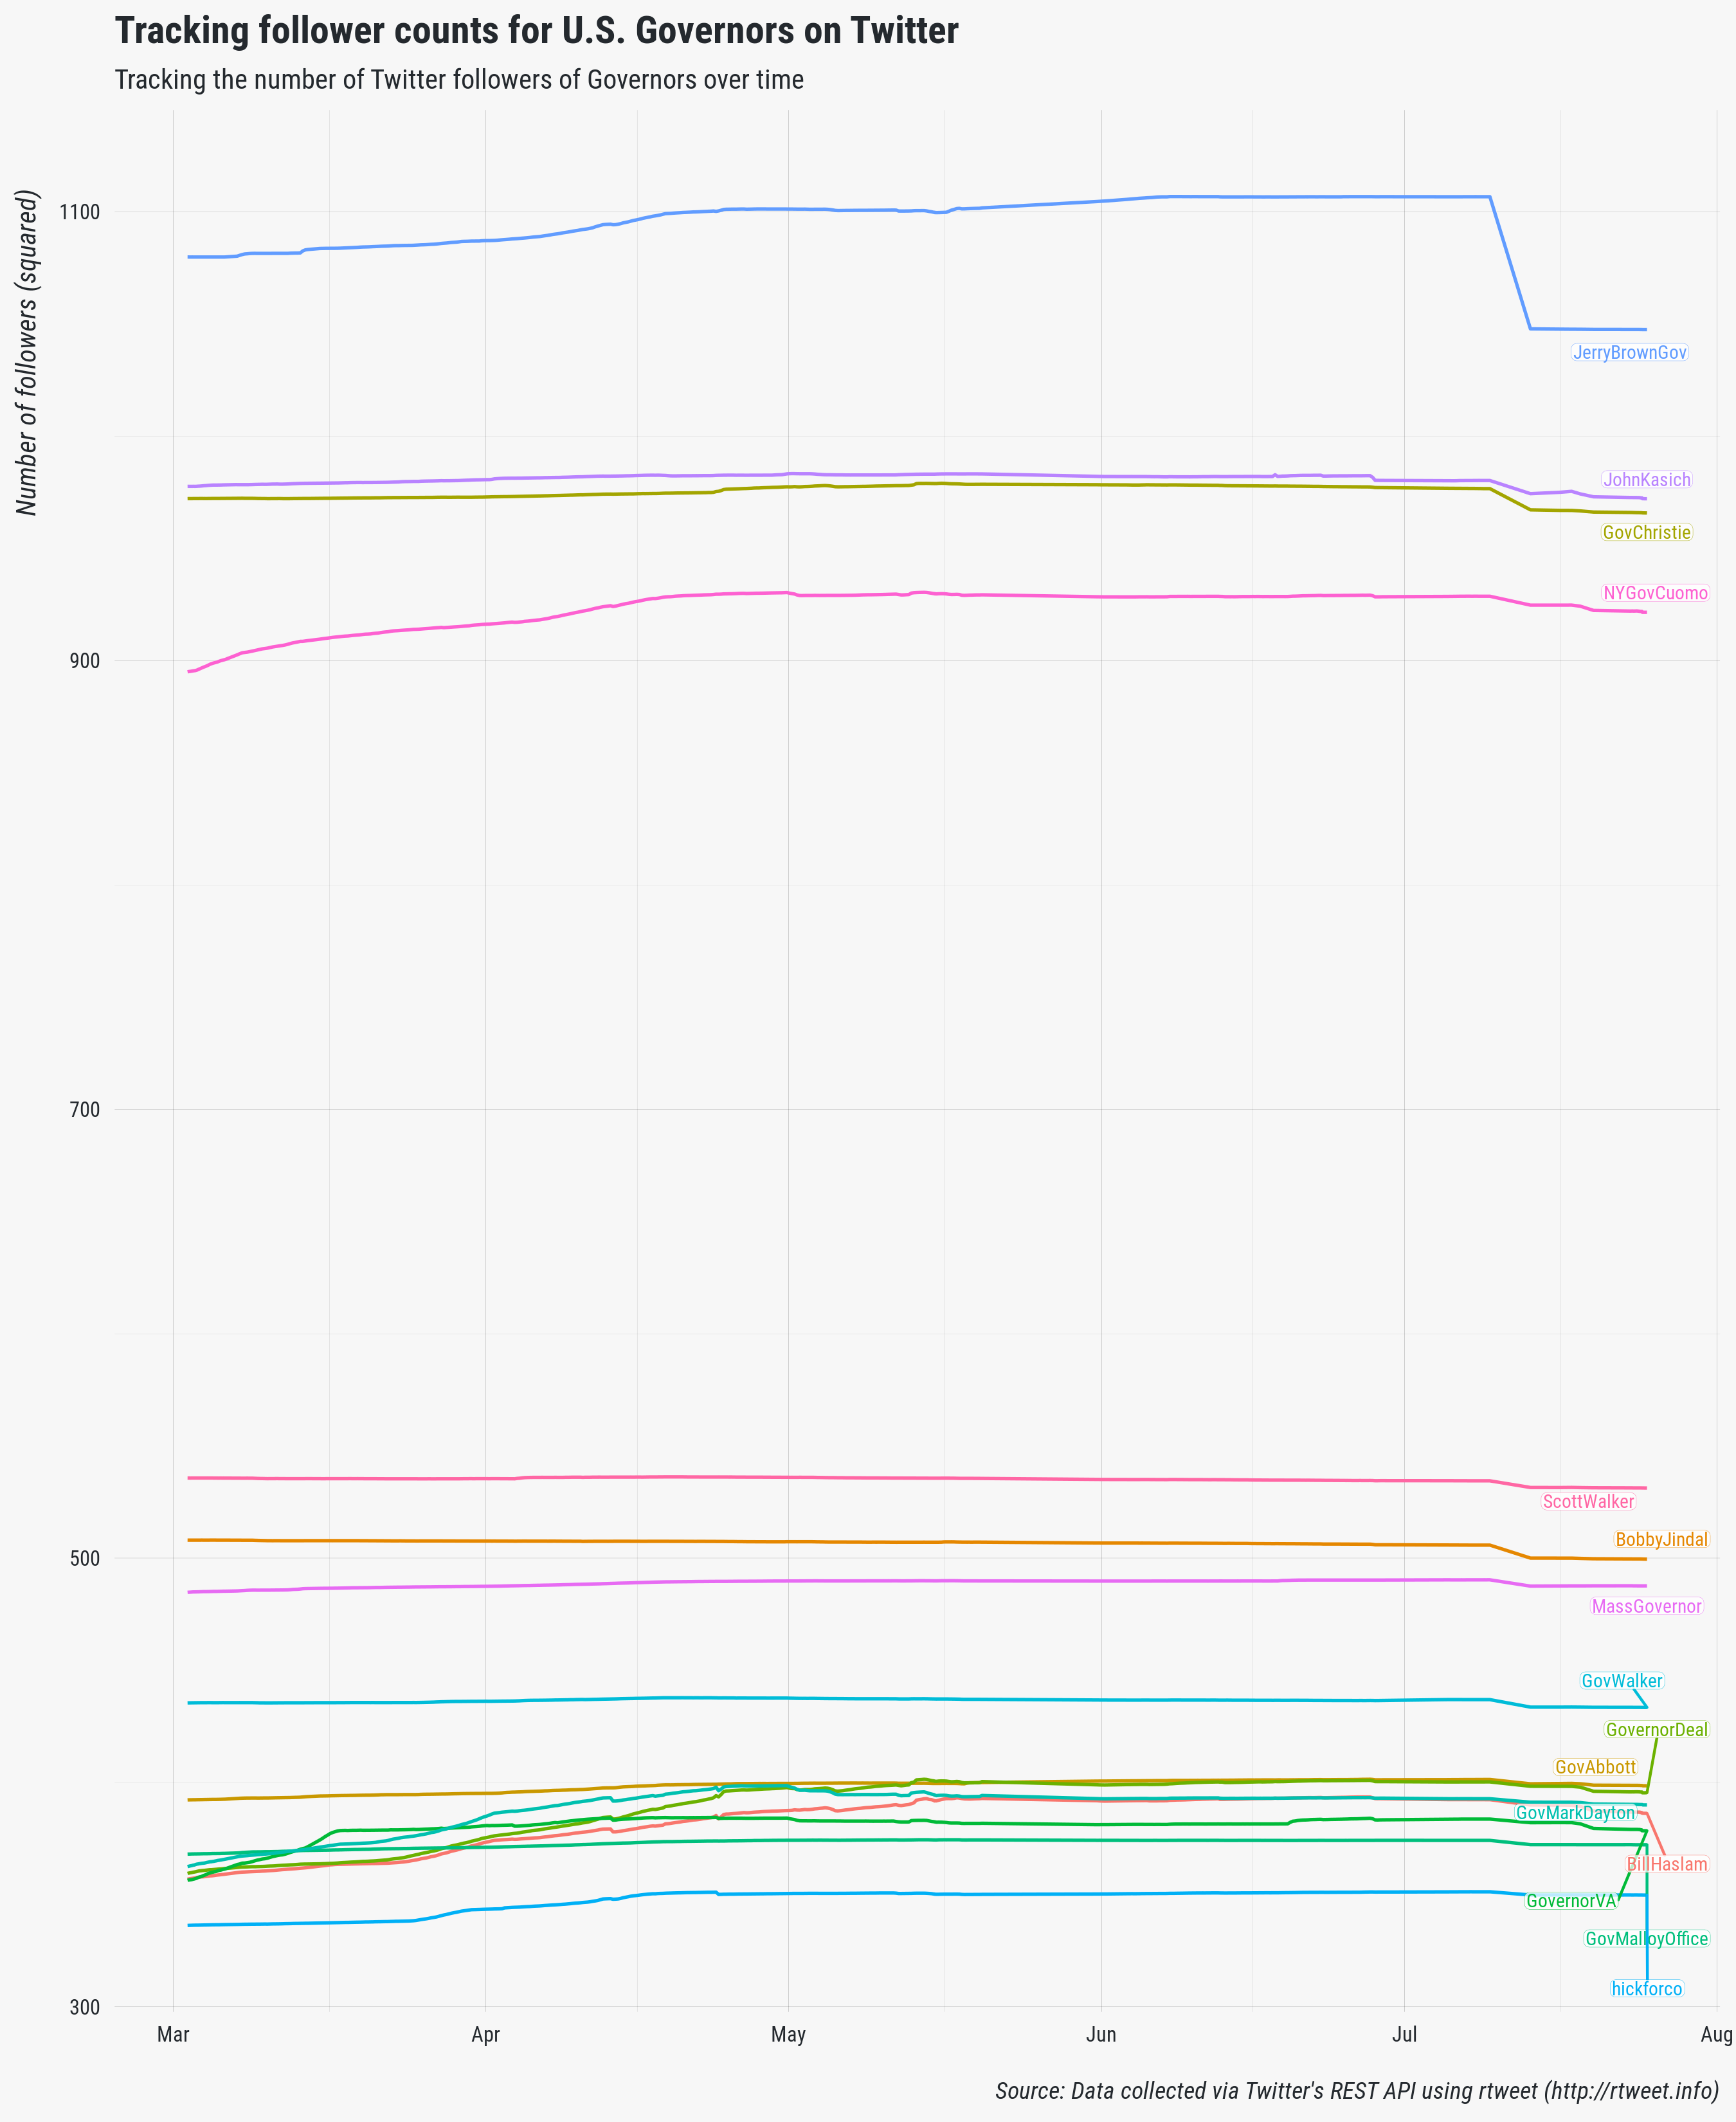 Tracking follower counts for U.S. Governors on Twitter
Tracking the number of Twitter followers of Governors over time
Number of followers (squared)
1100
900
700
500
300
JerryBrownGov
JohnKasich
GovChristie
NYGovCuomo
ScottWalker
BobbyJindal
MassGovernor
GovWalker
GovernorDeal
GovAbbott
GovMarkDayton
BillHaslam
GovernorVA
GovMalloyOffice
hickforco
Mar Apr May Jun Jul Aug
Source: Data collected via Twitter's REST API using rtweet (http://rtweet.info)